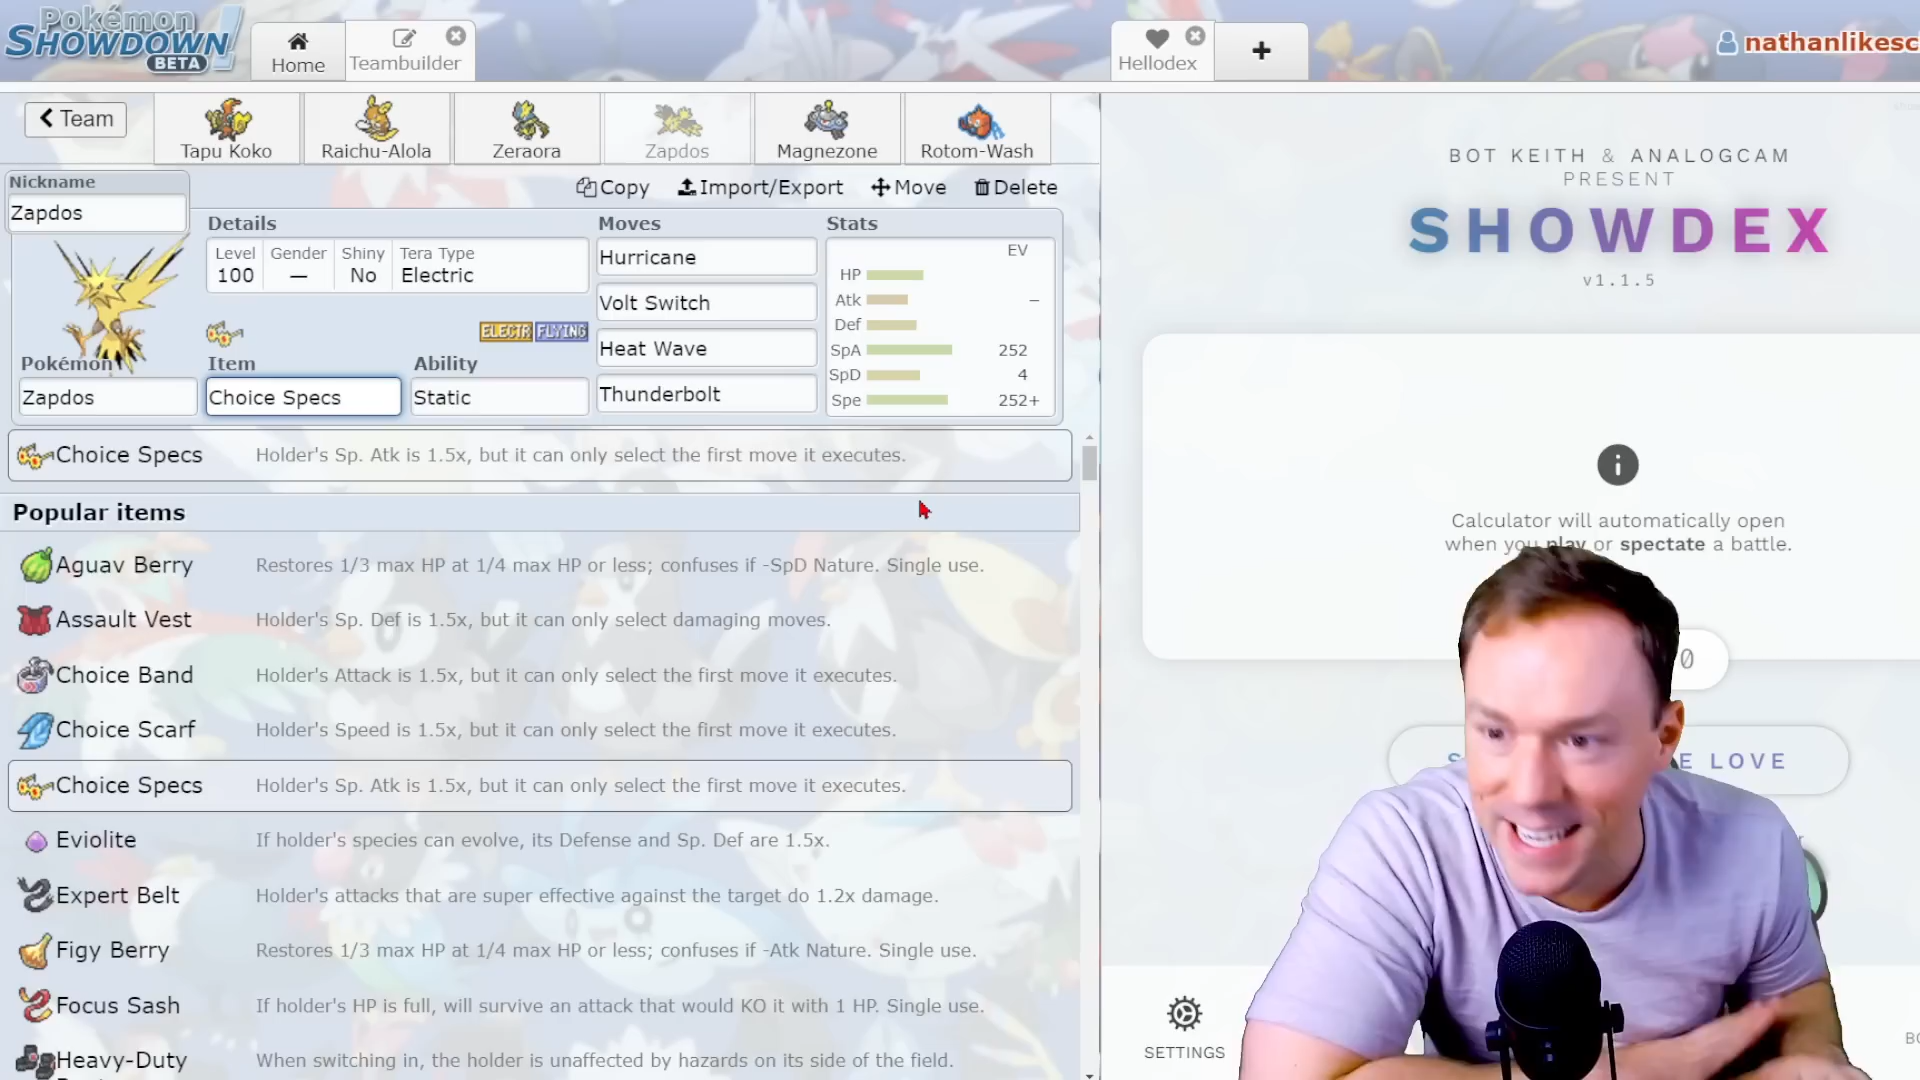 Pokémon
SHOWDOWN!
BETA
Home
Teambuilder
Hellodex
nathanlikesc
Team
Tapu Koko
Raichu-Alola
Zeraora
Zapdos
Magnezone
Rotom-Wash
Copy
Import/Export
Move
Delete
Nickname
Zapdos
Details
Moves
Stats
Level
Gender
Shiny
Tera Type
100
—
No
Electric
ELECTR
FLYING
Pokémon
Item
Ability
Zapdos
Choice Specs
Static
Hurricane
Volt Switch
Heat Wave
Thunderbolt
EV
HP
Atk –
Def
SpA 252
SpD 4
Spe 252+
Choice Specs Holder's Sp. Atk is 1.5x, but it can only select the first move it executes.
Popular items
Aguav Berry Restores 1/3 max HP at 1/4 max HP or less; confuses if -SpD Nature. Single use.
Assault Vest Holder's Sp. Def is 1.5x, but it can only select damaging moves.
Choice Band Holder's Attack is 1.5x, but it can only select the first move it executes.
Choice Scarf Holder's Speed is 1.5x, but it can only select the first move it executes.
Choice Specs Holder's Sp. Atk is 1.5x, but it can only select the first move it executes.
Eviolite If holder's species can evolve, its Defense and Sp. Def are 1.5x.
Expert Belt Holder's attacks that are super effective against the target do 1.2x damage.
Figy Berry Restores 1/3 max HP at 1/4 max HP or less; confuses if -Atk Nature. Single use.
Focus Sash If holder's HP is full, will survive an attack that would KO it with 1 HP. Single use.
Heavy-Duty When switching in, the holder is unaffected by hazards on its side of the field.
BOT KEITH & ANALOGCAM
PRESENT
SHOWDEX
v1.1.5
Calculator will automatically open
when you play or spectate a battle.
0
S E LOVE
SETTINGS